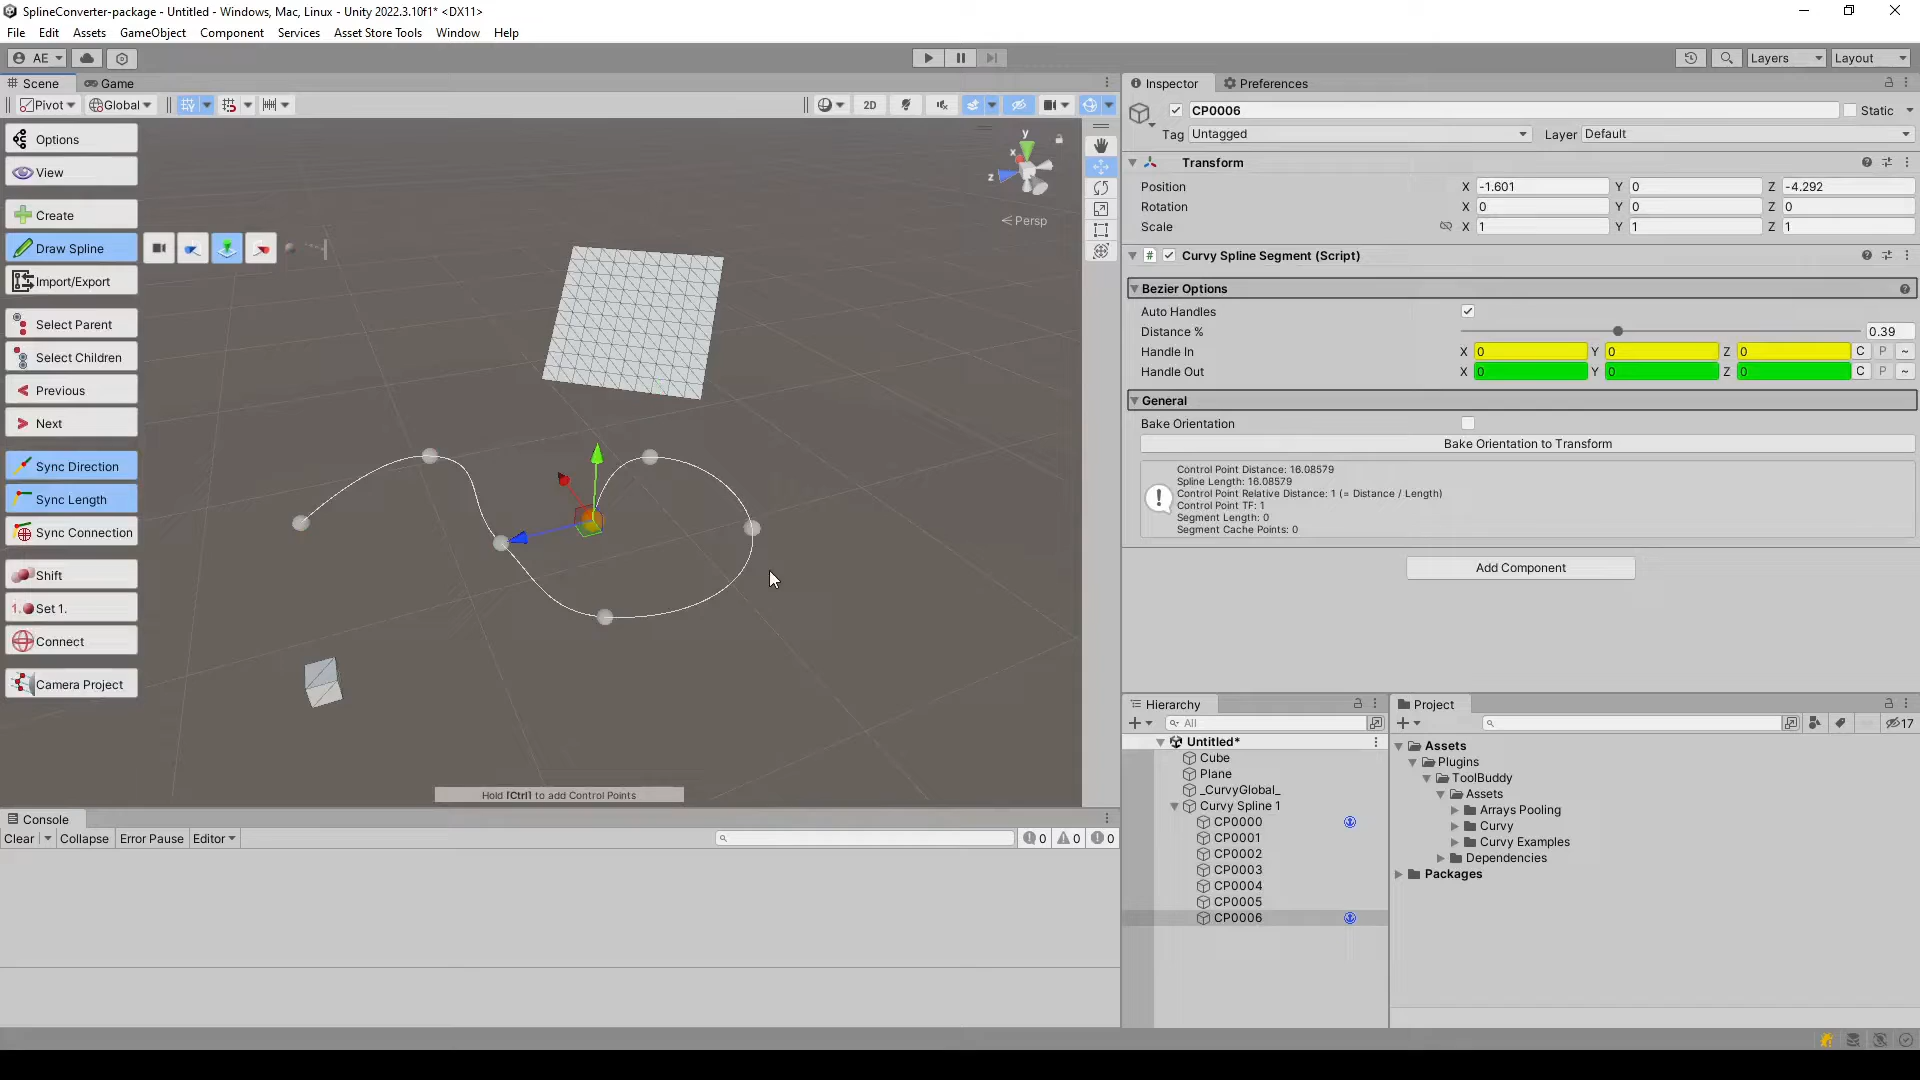 SplineConverter-package - Untitled - Windows, Mac, Linux - Unity 2022.3.10f1* <DX11>
File Edit Assets GameObject Component Services Asset Store Tools Window Help
AE Layers Layout
Scene Game
Pivot Global 2D
Options
View
Create
Draw Spline
Import/Export
Select Parent
Select Children
Previous
Next
Sync Direction
Sync Length
Sync Connection
Shift
1. Set 1.
Connect
Camera Project
y
x
z
Persp
Hold [Ctrl] to add Control Points
Console
Clear Collapse Error Pause Editor 0 0 0
Inspector Preferences
CP0006 Static
Tag Untagged Layer Default
Transform
Position X -1.601 Y 0 Z -4.292
Rotation X 0 Y 0 Z 0
Scale X 1 Y 1 Z 1
# Curvy Spline Segment (Script)
Bezier Options
Auto Handles
Distance % 0.39
Handle In X 0 Y 0 Z 0 C P ~
Handle Out X 0 Y 0 Z 0 C P ~
General
Bake Orientation
Bake Orientation to Transform
Control Point Distance: 16.08579
Spline Length: 16.08579
Control Point Relative Distance: 1 (= Distance / Length)
Control Point TF: 1
Segment Length: 0
Segment Cache Points: 0
Add Component
Hierarchy
All
Untitled*
Cube
Plane
_CurvyGlobal_
Curvy Spline 1
CP0000
CP0001
CP0002
CP0003
CP0004
CP0005
CP0006
Project
17
Assets
Plugins
ToolBuddy
Assets
Arrays Pooling
Curvy
Curvy Examples
Dependencies
Packages